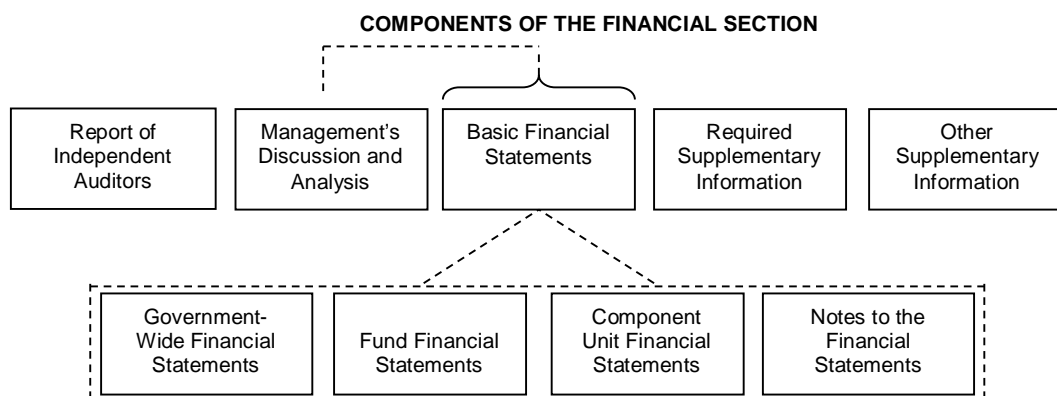 COMPONENTS OF THE FINANCIAL SECTION
Report of
Independent
Auditors
Management’s
Discussion and
Analysis
Basic Financial
Statements
Required
Supplementary
Information
Other
Supplementary
Information
Government-
Wide Financial
Statements
Fund Financial
Statements
Component
Unit Financial
Statements
Notes to the
Financial
Statements